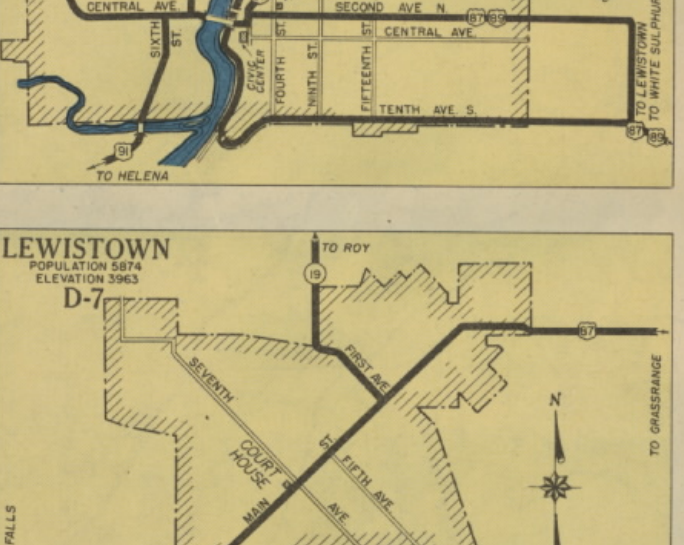 CENTRAL AVE.
SECOND AVE N.
87 89
CENTRAL AVE.
SIXTH ST.
CIVIC CENTER
FOURTH ST.
NINTH ST.
FIFTEENTH ST.
TENTH AVE. S.
TO LEWISTOWN
TO WHITE SULPHUR
87 89
91
TO HELENA
LEWISTOWN
POPULATION 5874
ELEVATION 3963
D-7
TO ROY
19
FIRST AVE.
87
TO GRASSRANGE
SEVENTH AVE
COURT HOUSE
MAIN ST.
FIFTH AVE
N
FALLS